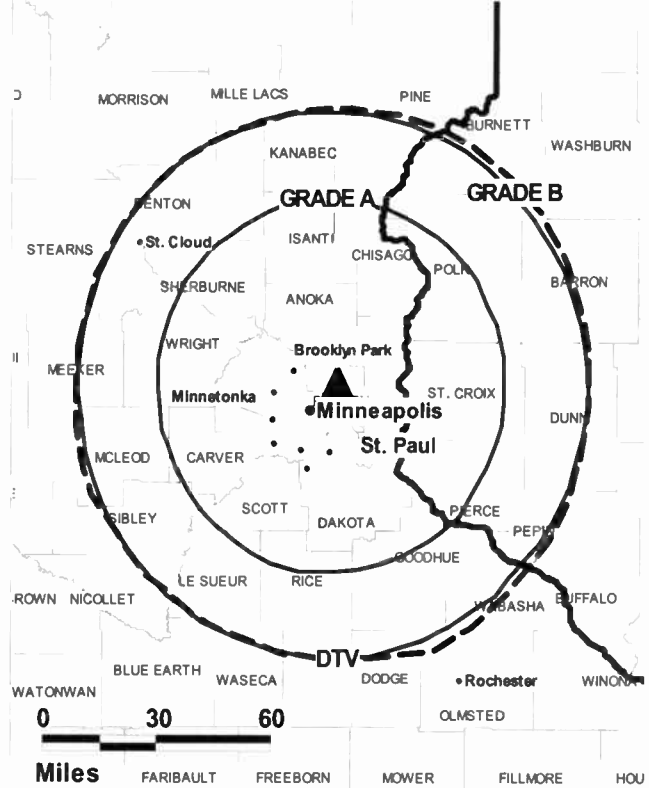 D
MORRISON
MILLE LACS
PINE
BURNETT
WASHBURN
KANABEC
BENTON
GRADE A
GRADE B
St. Cloud
STEARNS
ISANTI
CHISAGO
POLK
SHERBURNE
BARRON
ANOKA
WRIGHT
Brooklyn Park
MEEKER
Minnetonka
ST. CROIX
Minneapolis
DUNN
St. Paul
MCLEOD
CARVER
SCOTT
PIERCE
SIBLEY
DAKOTA
PEPIN
GOODHUE
LE SUEUR
RICE
ROWN
NICOLLET
WABASHA
BUFFALO
DTV
BLUE EARTH
WASECA
DODGE
Rochester
WINONA
WATONWAN
OLMSTED
0 30 60
Miles
FARIBAULT
FREEBORN
MOWER
FILLMORE
HOU